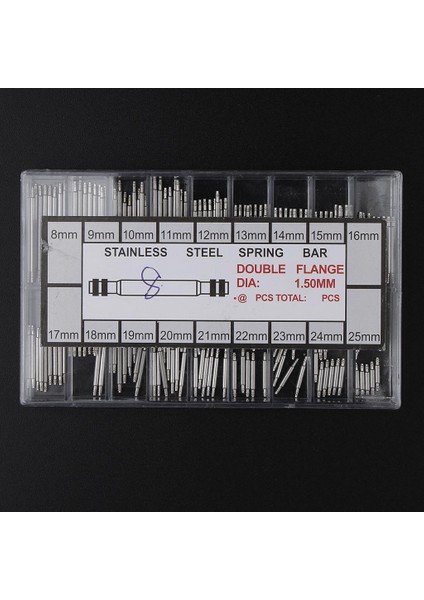 8mm 9mm 10mm 11mm 12mm 13mm 14mm 15mm 16mm
STAINLESS STEEL SPRING BAR
8
DOUBLE FLANGE
DIA: 1.50MM
•@ PCS TOTAL: PCS
17mm 18mm 19mm 20mm 21mm 22mm 23mm 24mm 25mm